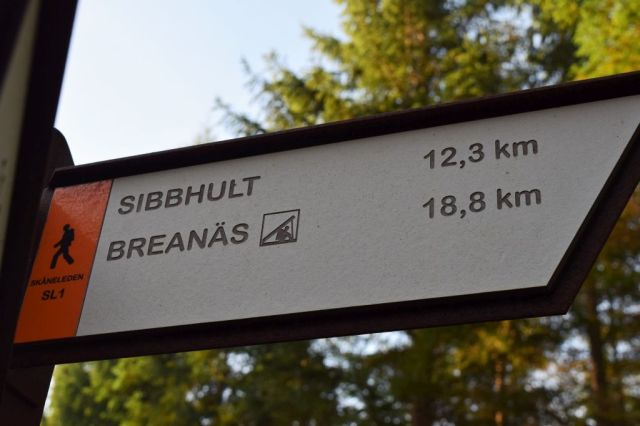 SIBBHULT 12,3 km
BREANÄS 18,8 km
SKÅNELEDEN
SL1